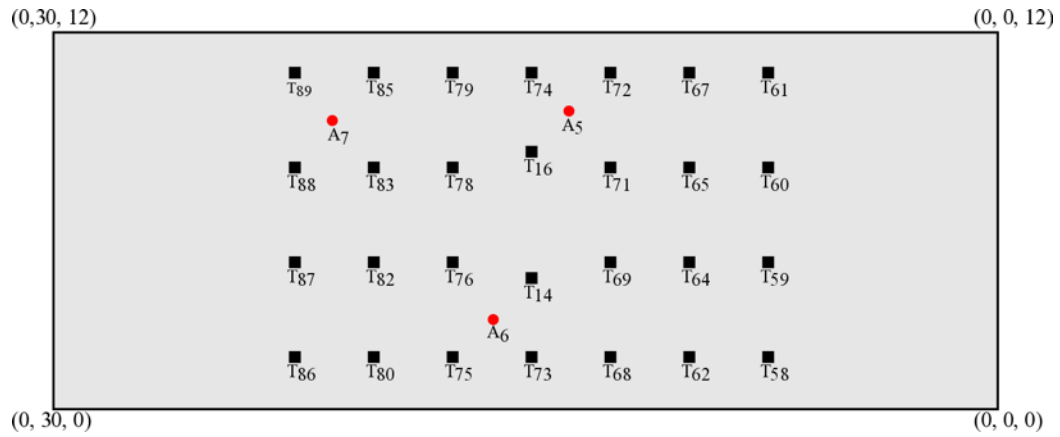 (0,30, 12) (0, 0, 12)
T89 T85 T79 T74 T72 T67 T61
A7 A5
T88 T83 T78 T16 T71 T65 T60
T87 T82 T76 T14 T69 T64 T59
A6
T86 T80 T75 T73 T68 T62 T58
(0, 30, 0) (0, 0, 0)